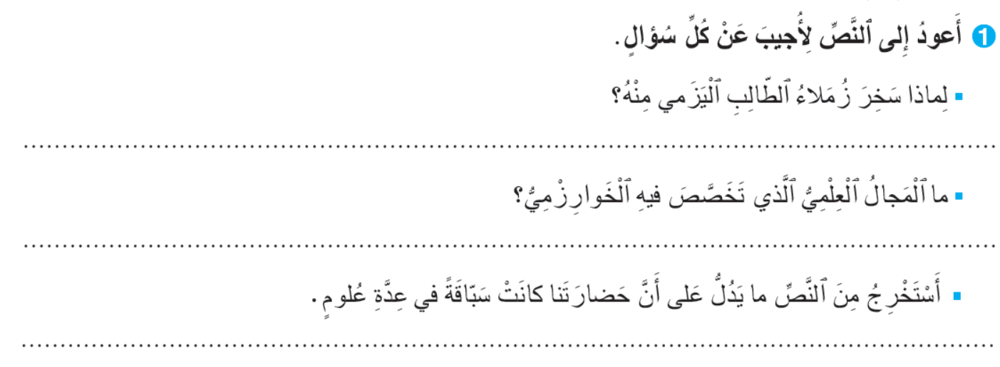 1 أَعودُ إِلى ٱلنَّصِّ لِأُجيبَ عَنْ كُلِّ سُؤالٍ.
▪ لِماذا سَخِرَ زُمَلاءُ ٱلطّالِبِ ٱلْيَزَمي مِنْهُ؟
▪ ما ٱلْمَجالُ ٱلْعِلْمِيُّ ٱلَّذي تَخَصَّصَ فيهِ ٱلْخَوارِزْمِيُّ؟
▪ أَسْتَخْرِجُ مِنَ ٱلنَّصِّ ما يَدُلُّ عَلى أَنَّ حَضارَتَنا كانَتْ سَبّاقَةً في عِدَّةِ عُلومٍ.